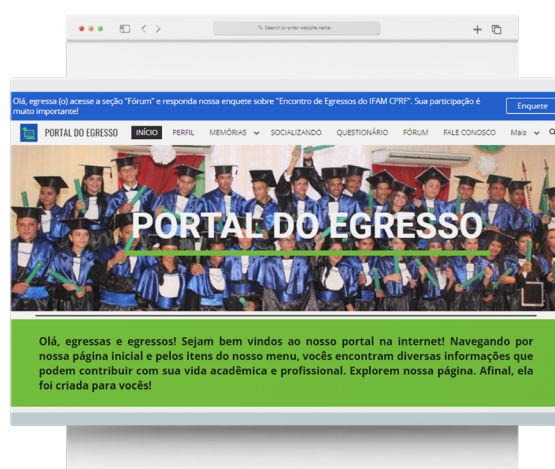 Search or enter website name
Olá, egressa (o) acesse a seção "Fórum" e responda nossa enquete sobre "Encontro de Egressos do IFAM CPRF". Sua participação é
muito importante!
Enquete
PORTAL DO EGRESSO INÍCIO PERFIL MEMÓRIAS SOCIALIZANDO QUESTIONÁRIO FÓRUM FALE CONOSCO Mais
PORTAL DO EGRESSO
Olá, egressas e egressos! Sejam bem vindos ao nosso portal na internet! Navegando por
nossa página inicial e pelos itens do nosso menu, vocês encontram diversas informações que
podem contribuir com sua vida acadêmica e profissional. Explorem nossa página. Afinal, ela
foi criada para vocês!